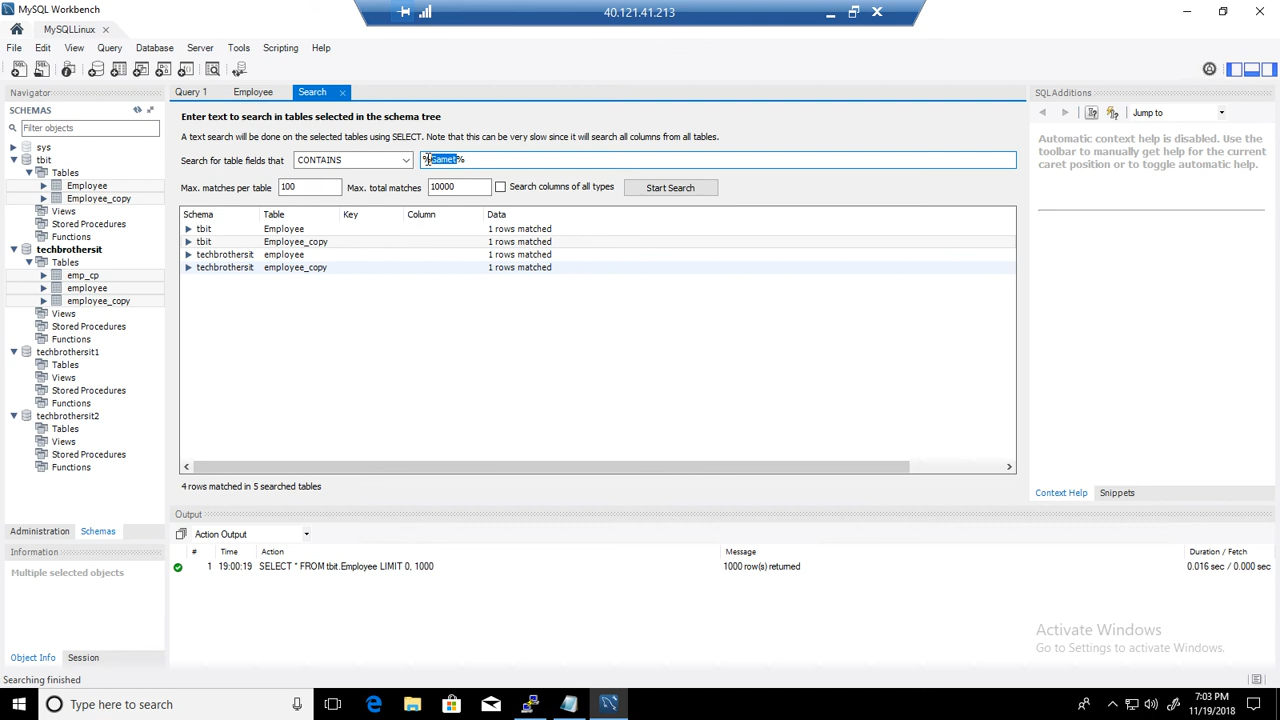 MySQL Workbench
40.121.41.213
MySQLLinux
File Edit View Query Database Server Tools Scripting Help
Navigator
SCHEMAS
Filter objects
sys
tbit
Tables
Employee
Employee_copy
Views
Stored Procedures
Functions
techbrothersit
Tables
emp_cp
employee
employee_copy
Views
Stored Procedures
Functions
techbrothersit1
Tables
Views
Stored Procedures
Functions
techbrothersit2
Tables
Views
Stored Procedures
Functions
Administration Schemas
Information
Multiple selected objects
Object Info Session
Searching finished
Query 1 Employee Search
Enter text to search in tables selected in the schema tree
A text search will be done on the selected tables using SELECT. Note that this can be very slow since it will search all columns from all tables.
Search for table fields that CONTAINS %Gamet%
Max. matches per table 100 Max. total matches 10000 Search columns of all types Start Search
Schema Table Key Column Data
tbit Employee 1 rows matched
tbit Employee_copy 1 rows matched
techbrothersit employee 1 rows matched
techbrothersit employee_copy 1 rows matched
4 rows matched in 5 searched tables
Output
Action Output
# Time Action Message Duration / Fetch
1 19:00:19 SELECT * FROM tbit.Employee LIMIT 0, 1000 1000 row(s) returned 0.016 sec / 0.000 sec
SQLAdditions
Jump to
Automatic context help is disabled. Use the
toolbar to manually get help for the current
caret position or to toggle automatic help.
Context Help Snippets
Activate Windows
Go to Settings to activate Windows.
Type here to search
7:03 PM
11/19/2018